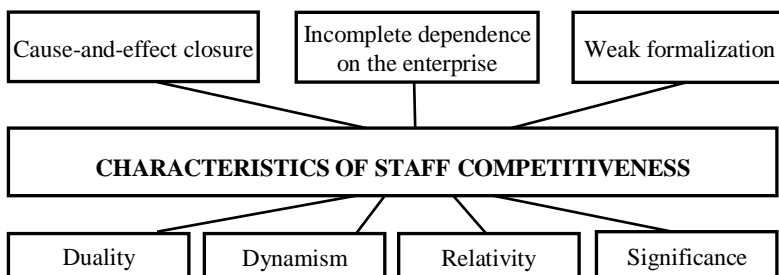 Cause-and-effect closure
Incomplete dependence
on the enterprise
Weak formalization
CHARACTERISTICS OF STAFF COMPETITIVENESS
Duality
Dynamism
Relativity
Significance